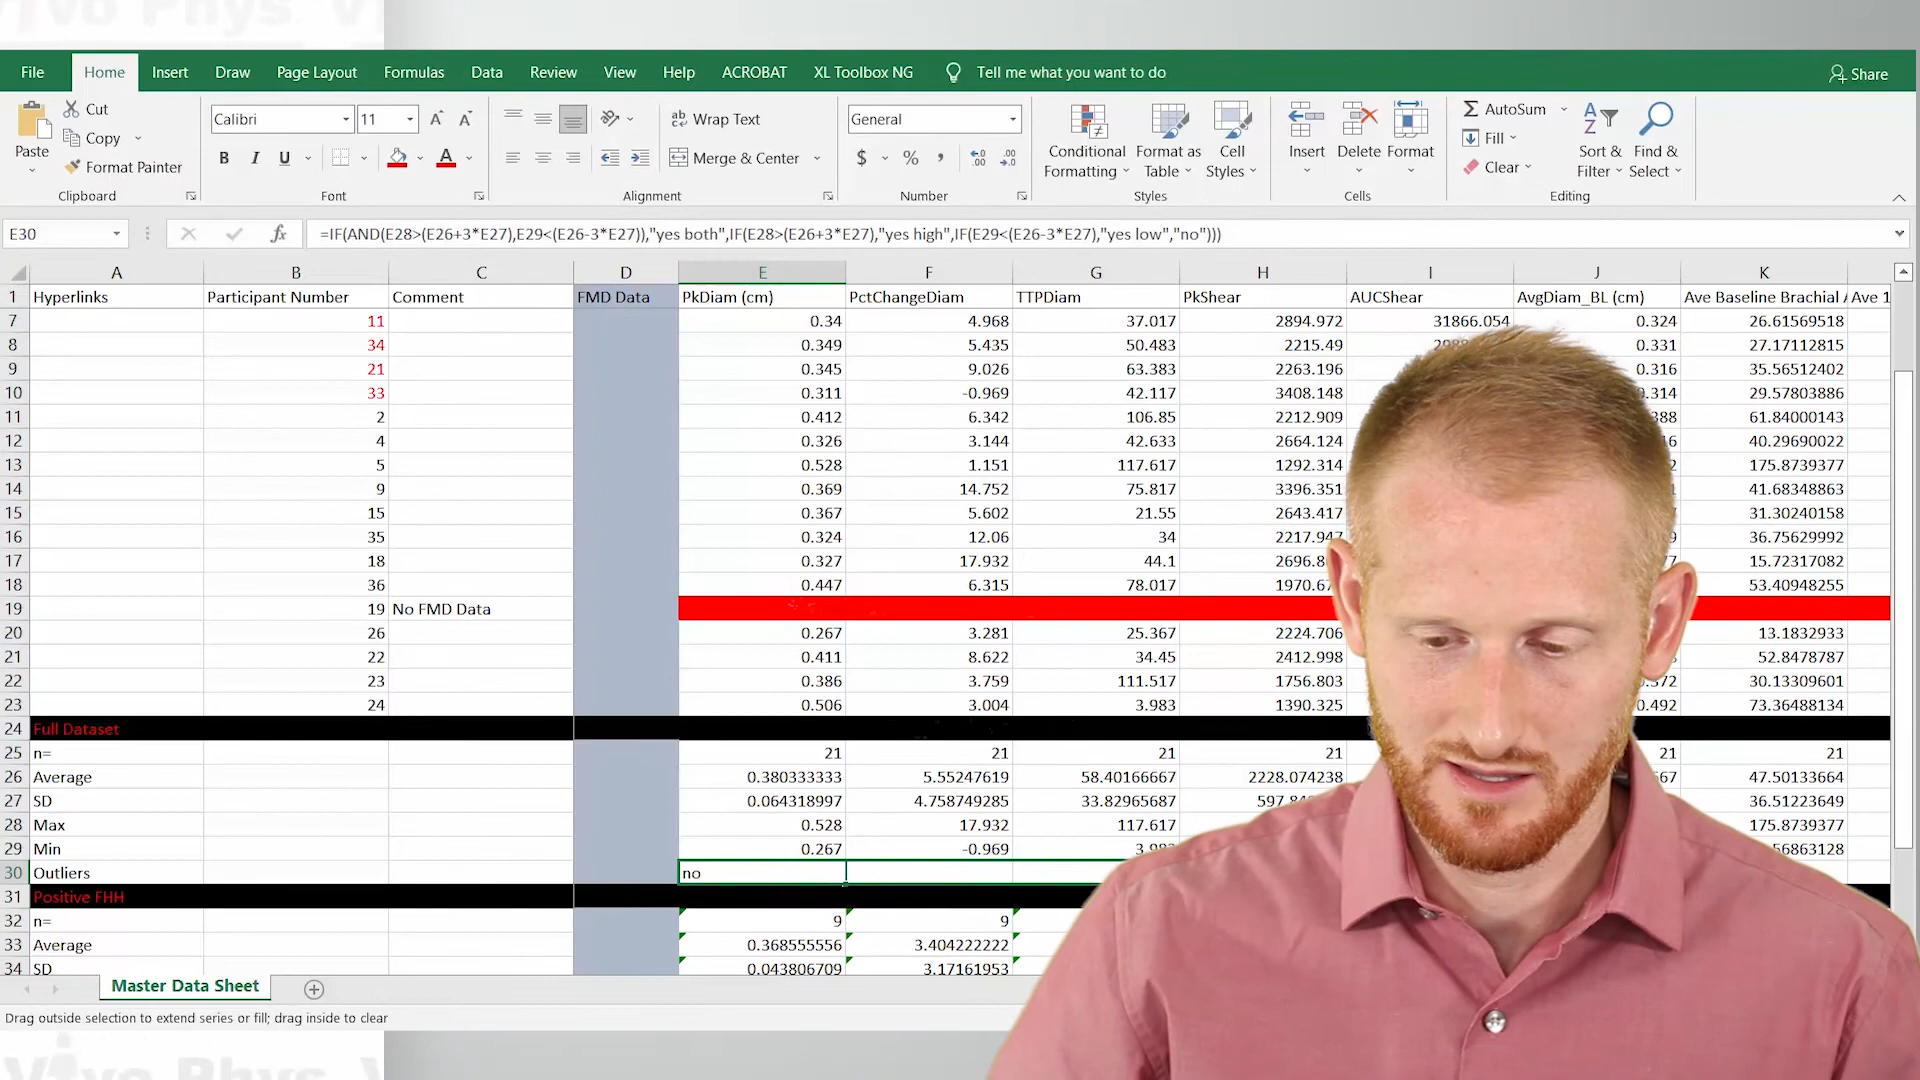 File Home Insert Draw Page Layout Formulas Data Review View Help ACROBAT XL Toolbox NG Tell me what you want to do Share
Cut
Copy
Format Painter
Paste
Clipboard
Calibri 11
B I U
Font
Wrap Text
Merge & Center
Alignment
General
$ % ,
Number
Conditional Formatting
Format as Table
Cell Styles
Styles
Insert Delete Format
Cells
AutoSum
Fill
Clear
Sort & Filter
Find & Select
Editing
E30 fx =IF(AND(E28>(E26+3*E27),E29<(E26-3*E27)),"yes both",IF(E28>(E26+3*E27),"yes high",IF(E29<(E26-3*E27),"yes low","no")))
A B C D E F G H I J K
1 Hyperlinks Participant Number Comment FMD Data PkDiam (cm) PctChangeDiam TTPDiam PkShear AUCShear AvgDiam_BL (cm) Ave Baseline Brachial Ave 1
7 11 0.34 4.968 37.017 2894.972 31866.054 0.324 26.61569518
8 34 0.349 5.435 50.483 2215.49 0.331 27.17112815
9 21 0.345 9.026 63.383 2263.196 0.316 35.56512402
10 33 0.311 -0.969 42.117 3408.148 29.57803886
11 2 0.412 6.342 106.85 2212.909 61.84000143
12 4 0.326 3.144 42.633 2664.124 40.29690022
13 5 0.528 1.151 117.617 1292.314 175.8739377
14 9 0.369 14.752 75.817 3396.351 41.68348863
15 15 0.367 5.602 21.55 2643.417 31.30240158
16 35 0.324 12.06 34 2217.947 36.75629992
17 18 0.327 17.932 44.1 15.72317082
18 36 0.447 6.315 78.017 53.40948255
19 19 No FMD Data
20 26 0.267 3.281 25.367 2224.706 13.1832933
21 22 0.411 8.622 34.45 2412.998 52.8478787
22 23 0.386 3.759 111.517 1756.803 30.13309601
23 24 0.506 3.004 3.983 1390.325 0.492 73.36488134
24 Full Dataset
25 n= 21 21 21 21 21 21
26 Average 0.380333333 5.55247619 58.40166667 2228.074238 47.50133664
27 SD 0.064318997 4.758749285 33.82965687 36.51223649
28 Max 0.528 17.932 117.617 175.8739377
29 Min 0.267 -0.969
30 Outliers no
31 Positive FHH
32 n= 9 9
33 Average 0.368555556 3.404222222
34 SD 0.043806709 3.17161953
Master Data Sheet
Drag outside selection to extend series or fill; drag inside to clear